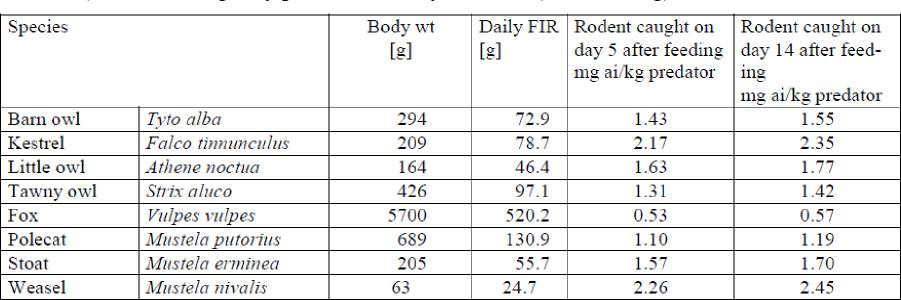 Species Body wt [g] Daily FIR [g] Rodent caught on day 5 after feeding mg ai/kg predator Rodent caught on day 14 after feed-ing mg ai/kg predator
Barn owl Tyto alba 294 72.9 1.43 1.55
Kestrel Falco tinnunculus 209 78.7 2.17 2.35
Little owl Athene noctua 164 46.4 1.63 1.77
Tawny owl Strix aluco 426 97.1 1.31 1.42
Fox Vulpes vulpes 5700 520.2 0.53 0.57
Polecat Mustela putorius 689 130.9 1.10 1.19
Stoat Mustela erminea 205 55.7 1.57 1.70
Weasel Mustela nivalis 63 24.7 2.26 2.45